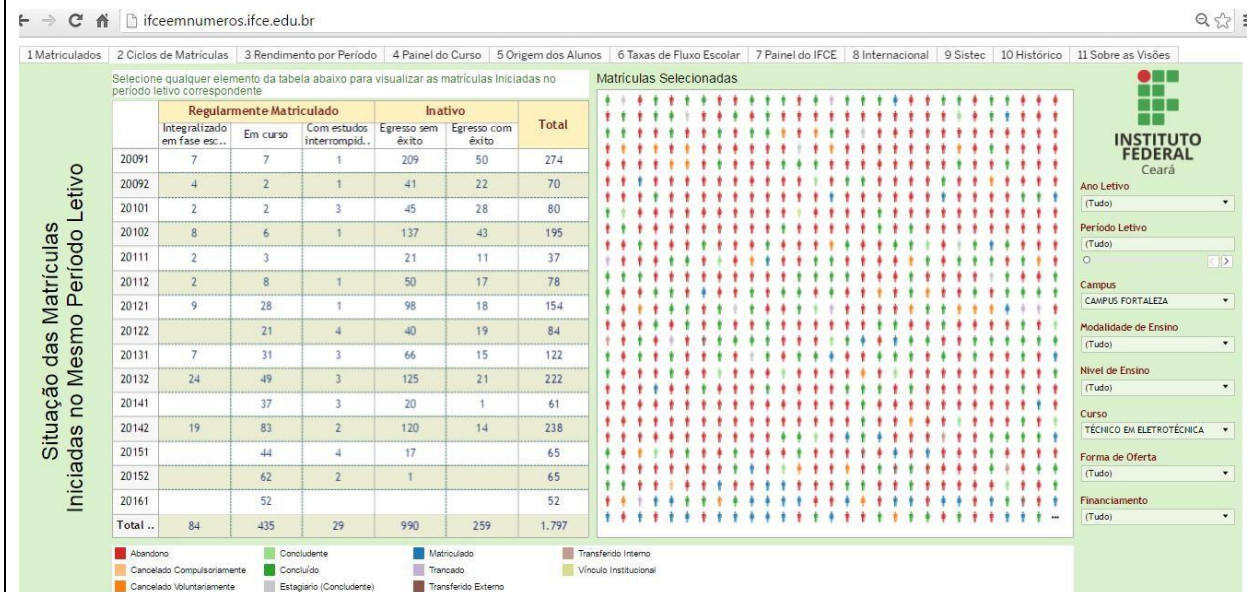 ifceemnumeros.ifce.edu.br
1 Matriculados 2 Ciclos de Matrículas 3 Rendimento por Período 4 Painel do Curso 5 Origem dos Alunos 6 Taxas de Fluxo Escolar 7 Painel do IFCE 8 Internacional 9 Sistec 10 Histórico 11 Sobre as Visões
Situação das Matrículas
Iniciadas no Mesmo Período Letivo
Selecione qualquer elemento da tabela abaixo para visualizar as matrículas Iniciadas no
período letivo correspondente
Regularmente Matriculado Inativo Total
Integralizado em fase esc.. Em curso Com estudos interrompid.. Egresso sem êxito Egresso com êxito
20091 7 7 1 209 50 274
20092 4 2 1 41 22 70
20101 2 2 3 45 28 80
20102 8 6 1 137 43 195
20111 2 3 21 11 37
20112 2 8 1 50 17 78
20121 9 28 1 98 18 154
20122 21 4 40 19 84
20131 7 31 3 66 15 122
20132 24 49 3 125 21 222
20141 37 3 20 1 61
20142 19 83 2 120 14 238
20151 44 4 17 65
20152 62 2 1 65
20161 52 52
Total .. 84 435 29 990 259 1.797
Matrículas Selecionadas
INSTITUTO
FEDERAL
Ceará
Ano Letivo
(Tudo)
Período Letivo
(Tudo)
Campus
CAMPUS FORTALEZA
Modalidade de Ensino
(Tudo)
Nivel de Ensino
(Tudo)
Curso
TÉCNICO EM ELETROTÉCNICA
Forma de Oferta
(Tudo)
Financiamento
(Tudo)
Abandono Concludente Matriculado Transferido Interno
Cancelado Compulsoriamente Concluído Trancado Vínculo Institucional
Cancelado Voluntariamente Estagiario (Concludente) Transferido Externo